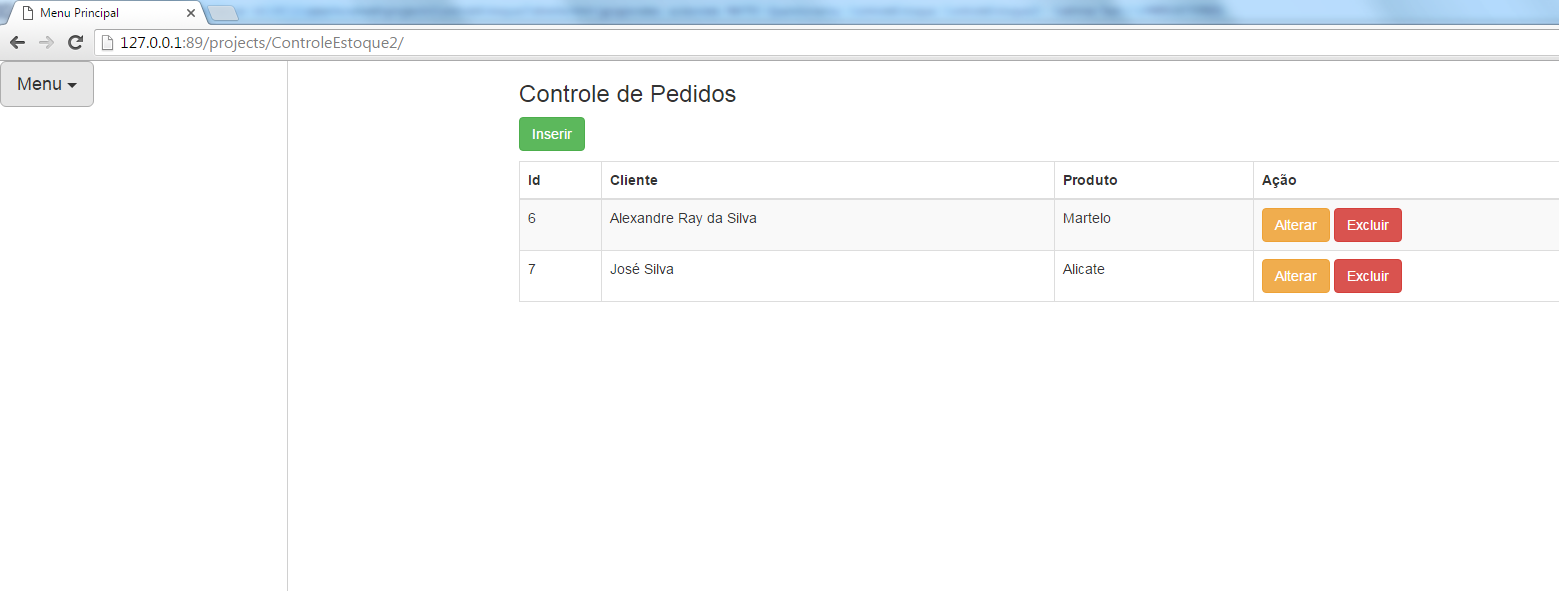 Menu Principal
127.0.0.1:89/projects/ControleEstoque2/
Menu
Controle de Pedidos
Inserir
Id Cliente Produto Ação
6 Alexandre Ray da Silva Martelo Alterar Excluir
7 José Silva Alicate Alterar Excluir